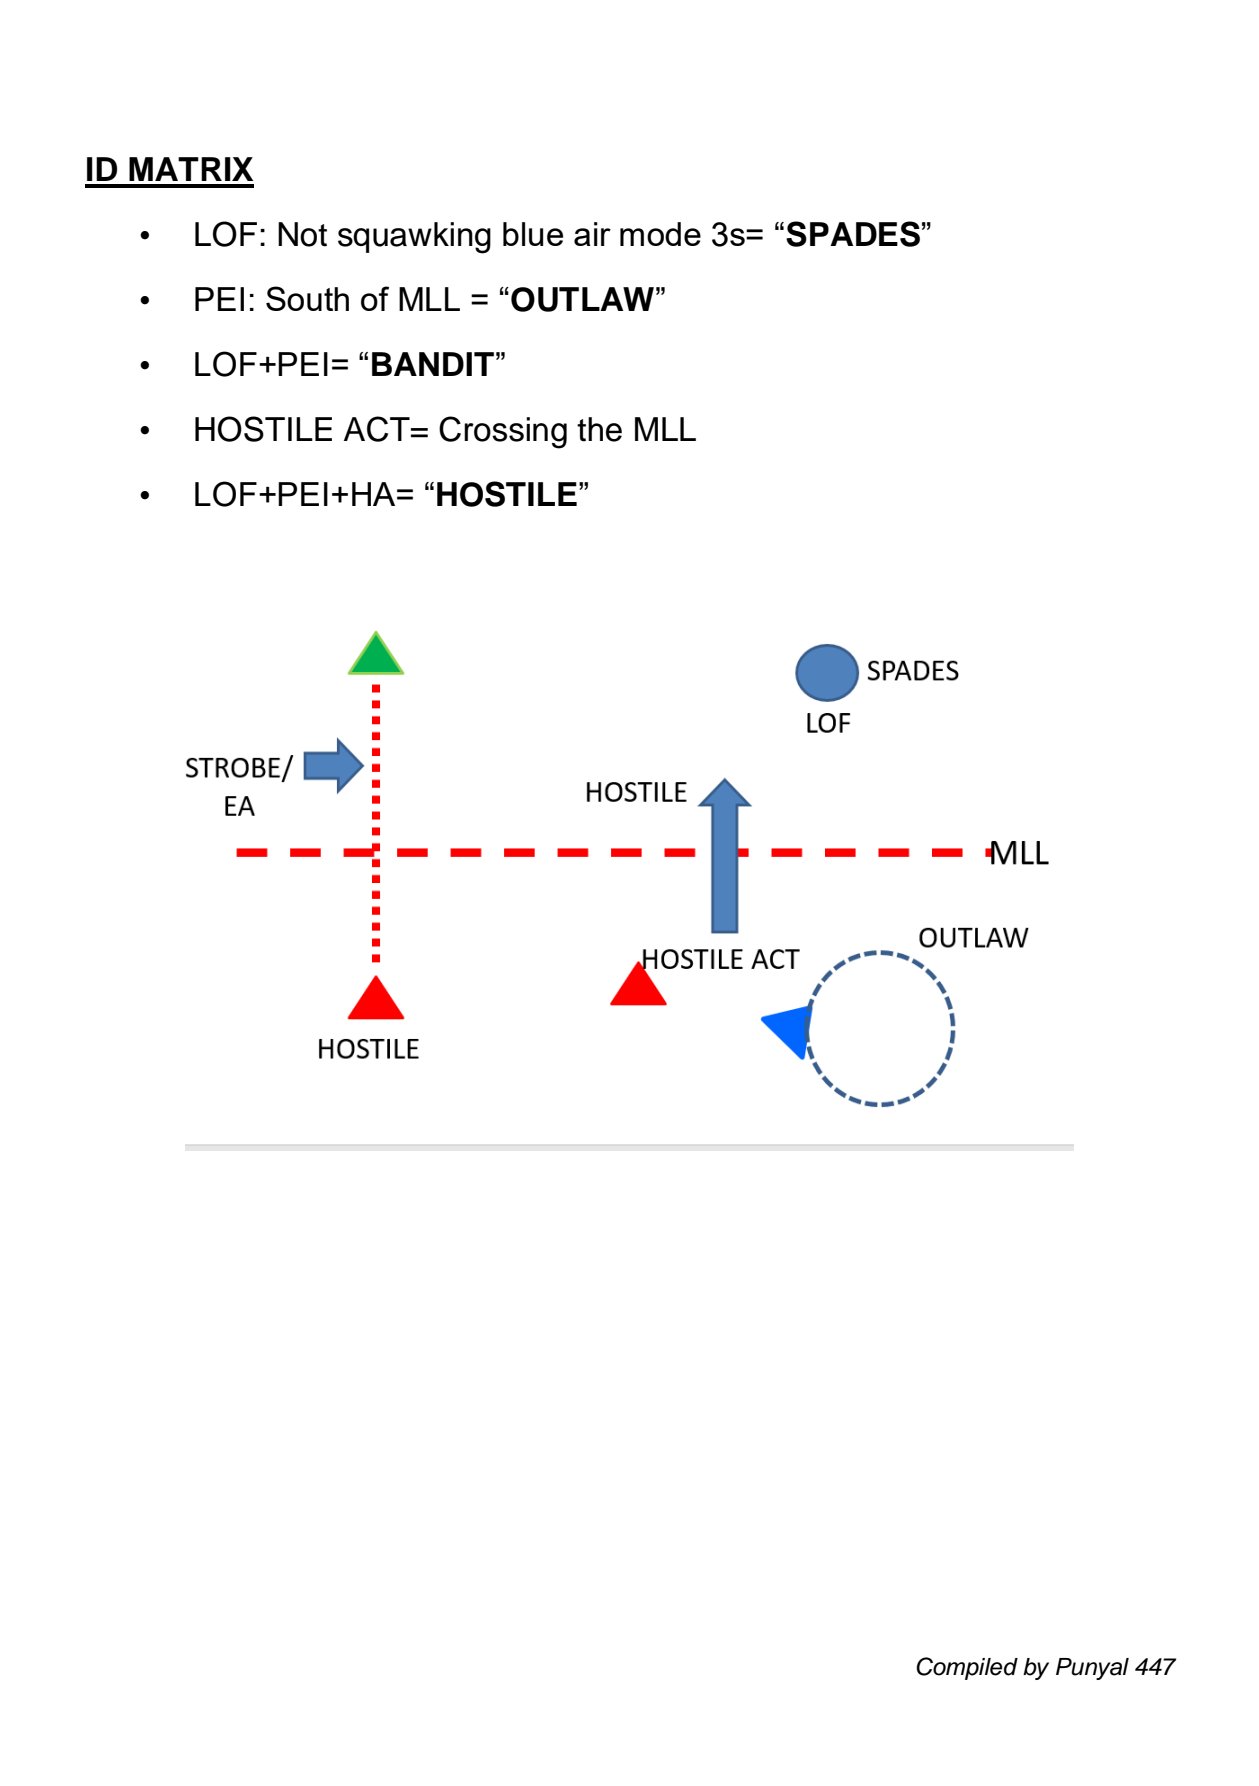 ID MATRIX
• LOF: Not squawking blue air mode 3s= “SPADES”
• PEI: South of MLL = “OUTLAW”
• LOF+PEI= “BANDIT”
• HOSTILE ACT= Crossing the MLL
• LOF+PEI+HA= “HOSTILE”
SPADES
LOF
STROBE/
EA
HOSTILE
MLL
OUTLAW
HOSTILE ACT
HOSTILE
Compiled by Punyal 447